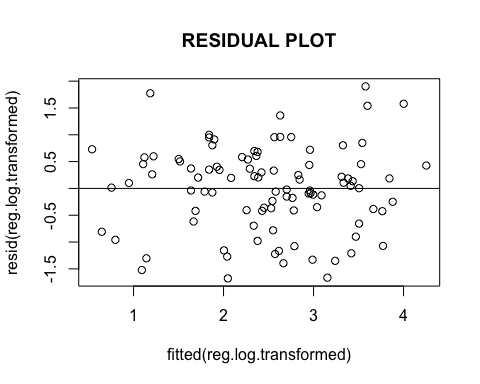 RESIDUAL PLOT
resid(reg.log.transformed)
1.5
0.5
-0.5
-1.5
1 2 3 4
fitted(reg.log.transformed)